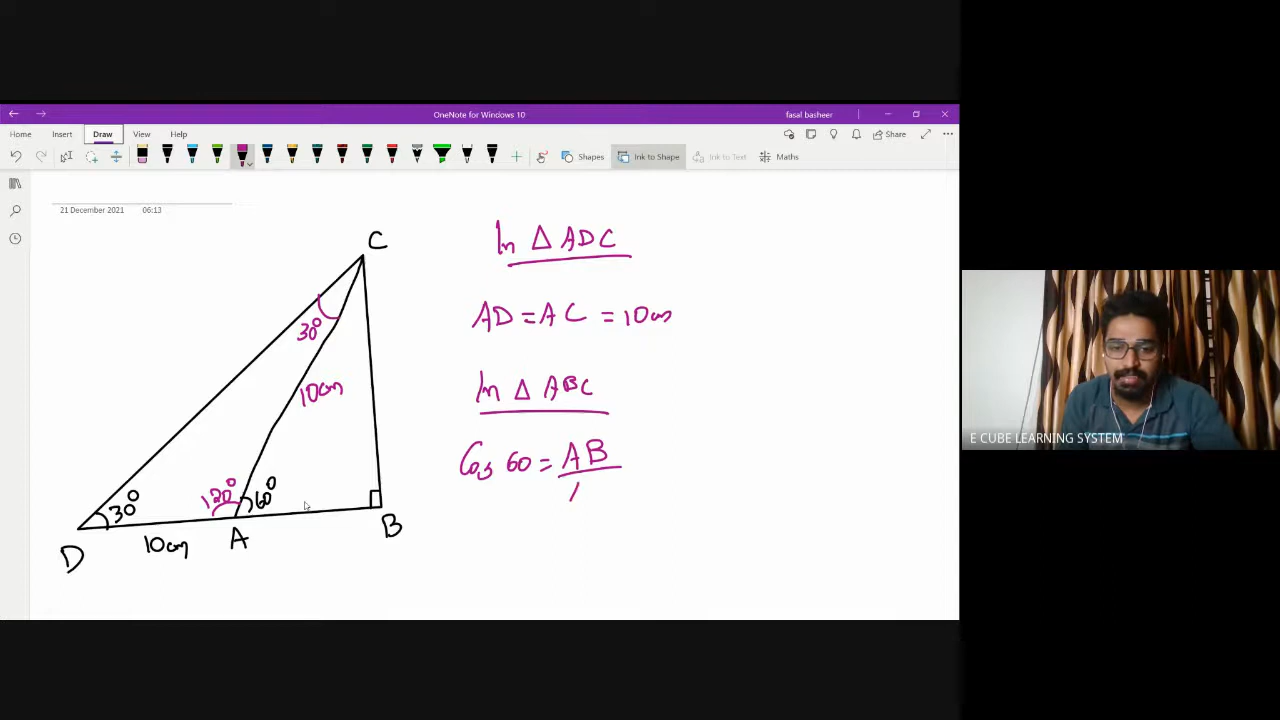 OneNote for Windows 10
fasal basheer
Home Insert Draw View Help
Share
Shapes Ink to Shape Ink to Text Maths
21 December 2021 06:13
C
30°
10cm
30°
120°
60°
D
10cm
A
B
In △ ADC
AD = AC = 10cm
In △ ABC
Cos 60 = AB
E CUBE LEARNING SYSTEM